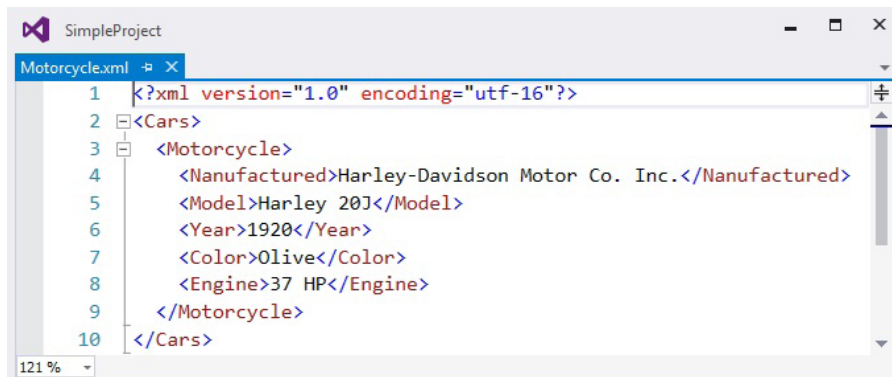 SimpleProject
Motorcycle.xml
1 <?xml version="1.0" encoding="utf-16"?>
2 <Cars>
3 <Motorcycle>
4 <Nanufactured>Harley-Davidson Motor Co. Inc.</Nanufactured>
5 <Model>Harley 20J</Model>
6 <Year>1920</Year>
7 <Color>Olive</Color>
8 <Engine>37 HP</Engine>
9 </Motorcycle>
10 </Cars>
121 %